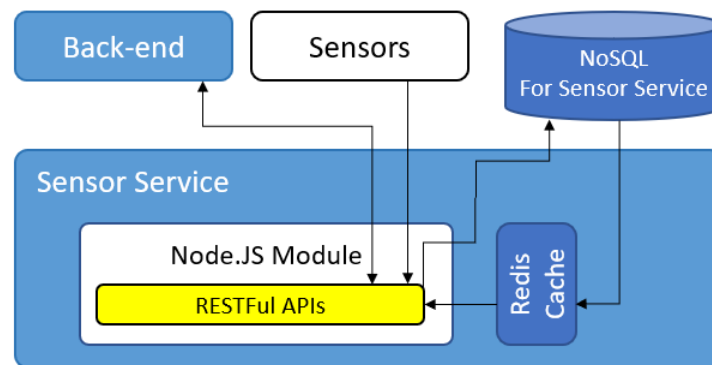 Back-end
Sensors
NoSQL
For Sensor Service
Sensor Service
Node.JS Module
RESTFul APIs
Redis
Cache